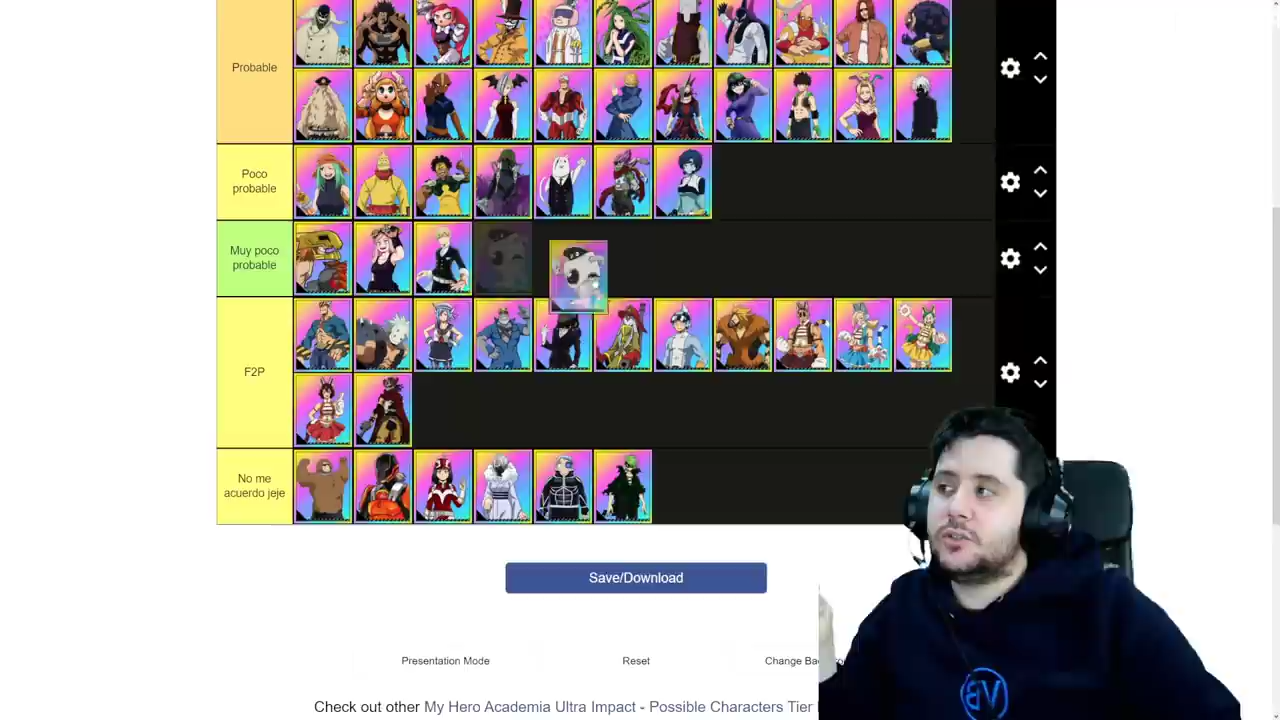 Probable
Poco
probable
Muy poco
probable
F2P
No me
acuerdo jeje
Save/Download
Presentation Mode
Reset
Change
Check out other My Hero Academia Ultra Impact - Possible Characters Tier